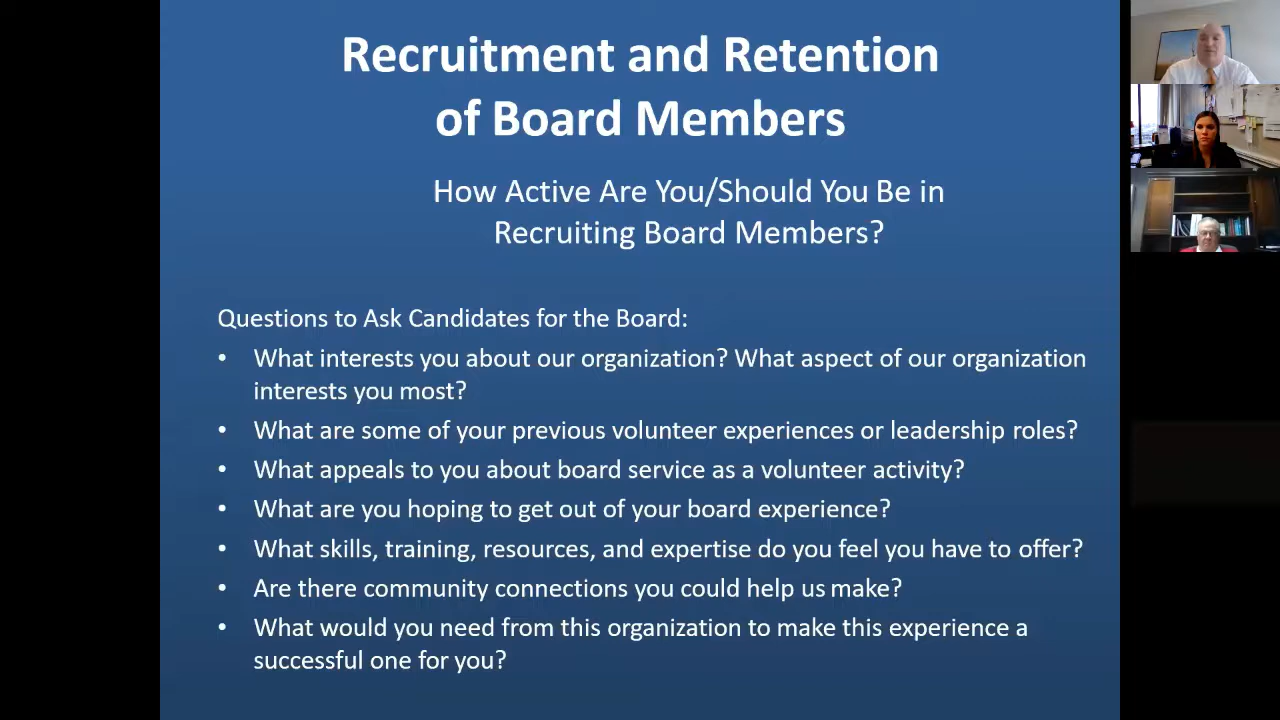 Recruitment and Retention
of Board Members
How Active Are You/Should You Be in
Recruiting Board Members?
Questions to Ask Candidates for the Board:
• What interests you about our organization? What aspect of our organization
interests you most?
• What are some of your previous volunteer experiences or leadership roles?
• What appeals to you about board service as a volunteer activity?
• What are you hoping to get out of your board experience?
• What skills, training, resources, and expertise do you feel you have to offer?
• Are there community connections you could help us make?
• What would you need from this organization to make this experience a
successful one for you?